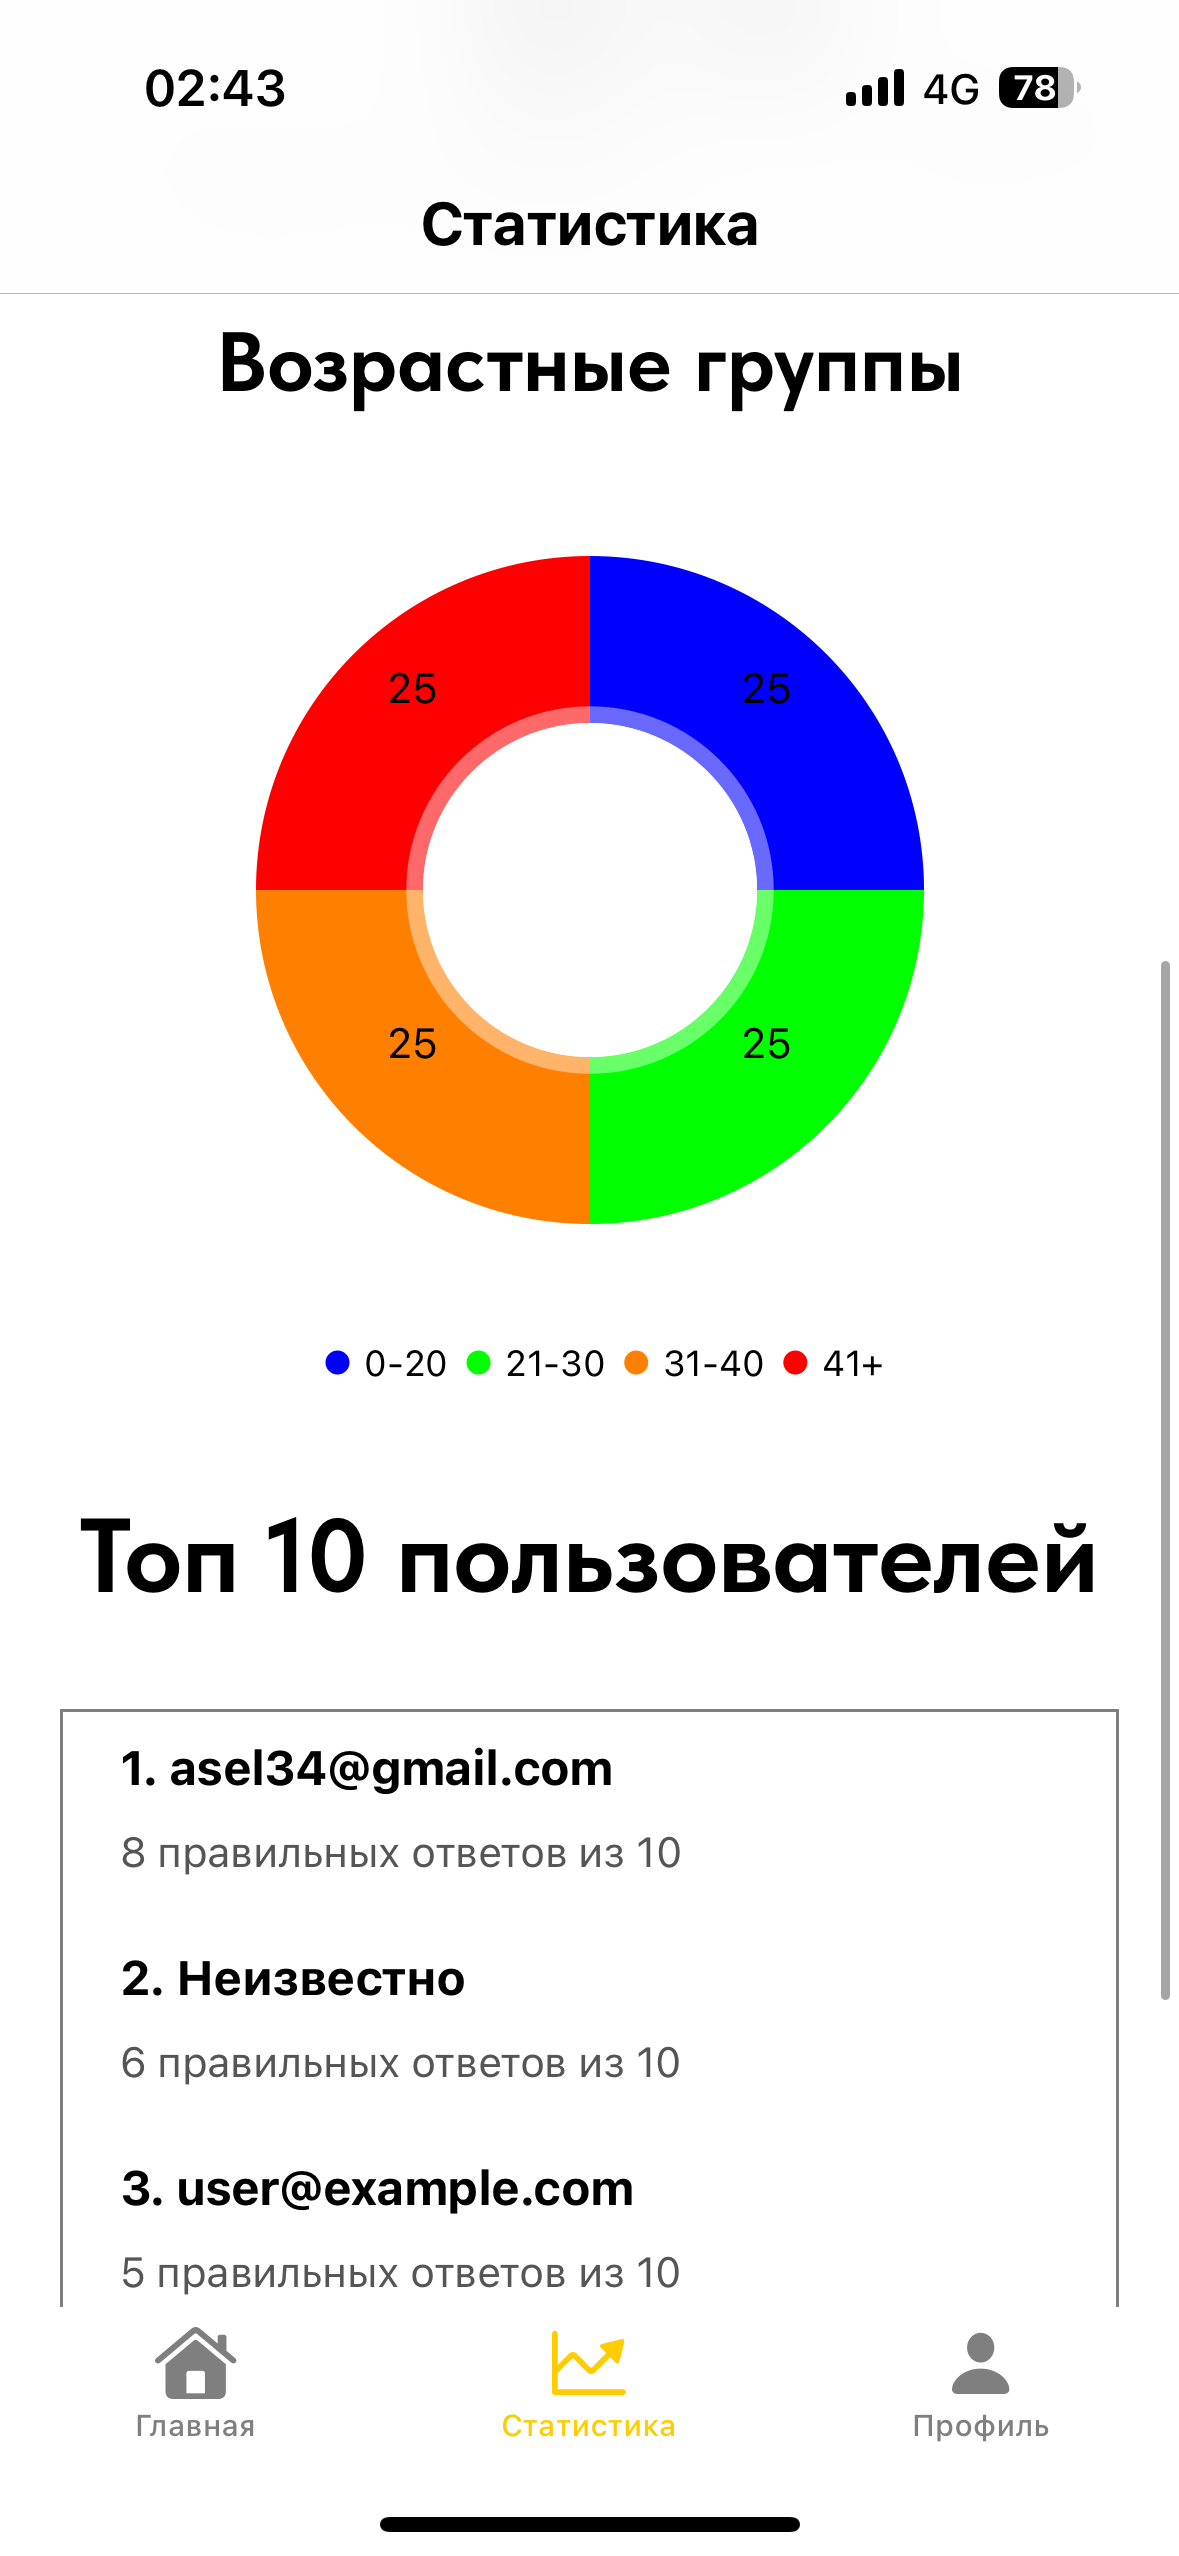 02:43
4G 78
Статистика
Возрастные группы
25 25
25 25
0-20 21-30 31-40 41+
Топ 10 пользователей
1. asel34@gmail.com
8 правильных ответов из 10
2. Неизвестно
6 правильных ответов из 10
3. user@example.com
5 правильных ответов из 10
Главная Статистика Профиль